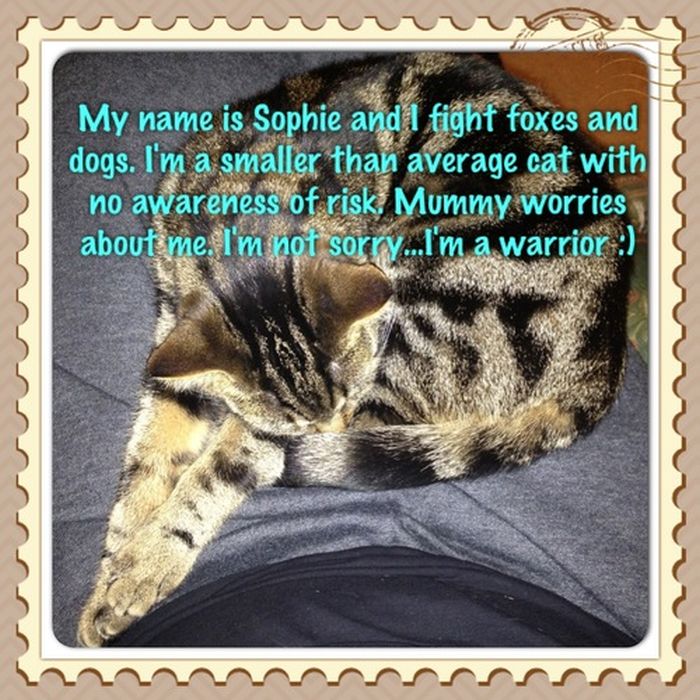 My name is Sophie and I fight foxes and
dogs. I'm a smaller than average cat with
no awareness of risk. Mummy worries
about me. I'm not sorry...I'm a warrior :)